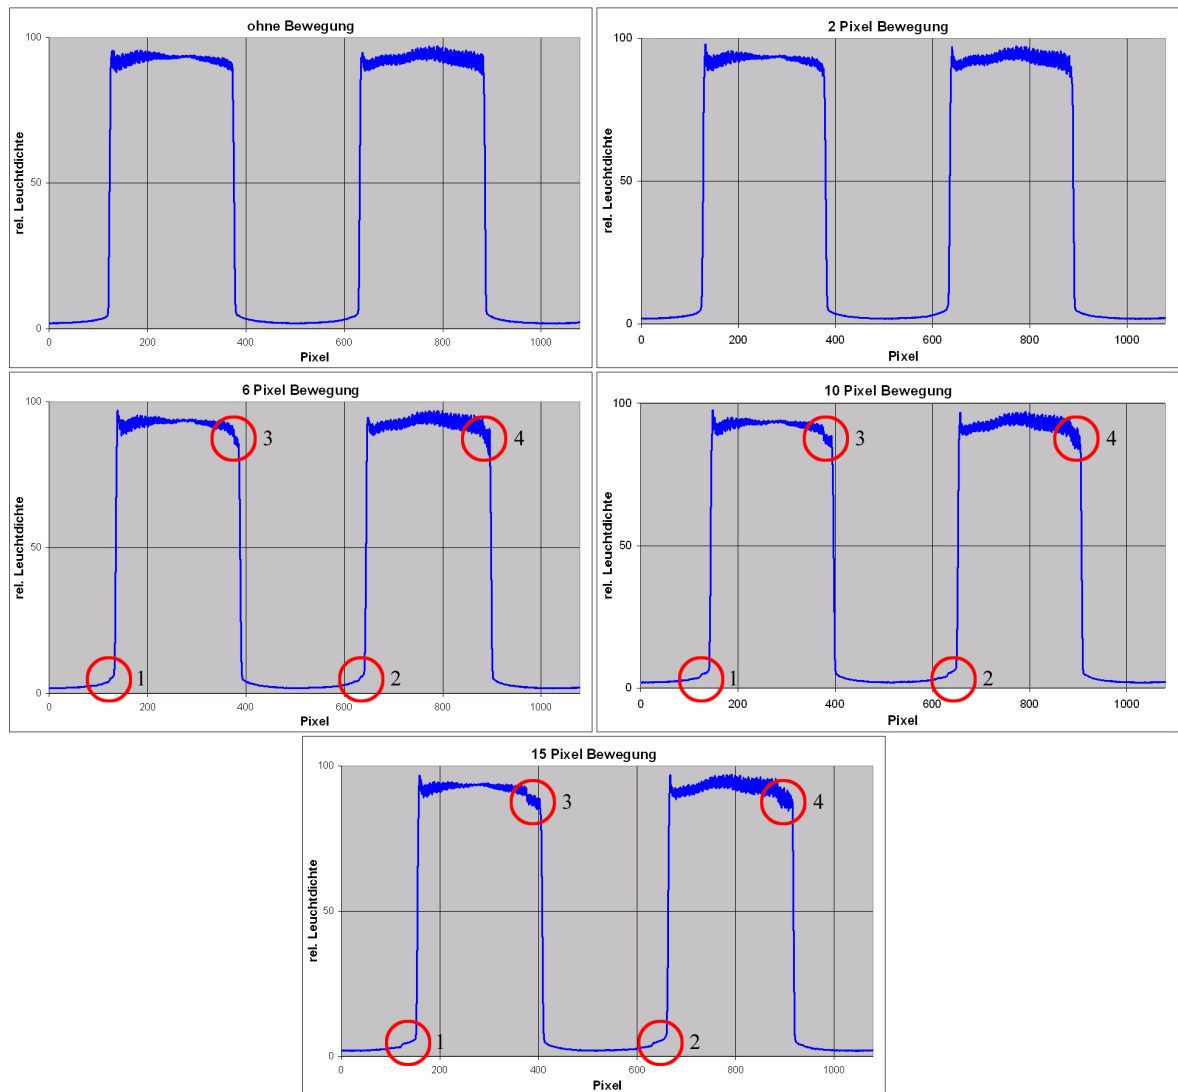 ohne Bewegung
100
50
0
rel. Leuchtdichte
0 200 400 600 800 1000
Pixel
2 Pixel Bewegung
100
50
0
rel. Leuchtdichte
0 200 400 600 800 1000
Pixel
6 Pixel Bewegung
100
3 4
50
1 2
0
rel. Leuchtdichte
0 200 400 600 800 1000
Pixel
10 Pixel Bewegung
100
3 4
50
1 2
0
rel. Leuchtdichte
0 200 400 600 800 1000
Pixel
15 Pixel Bewegung
100
3 4
50
1 2
0
rel. Leuchtdichte
0 200 400 600 800 1000
Pixel